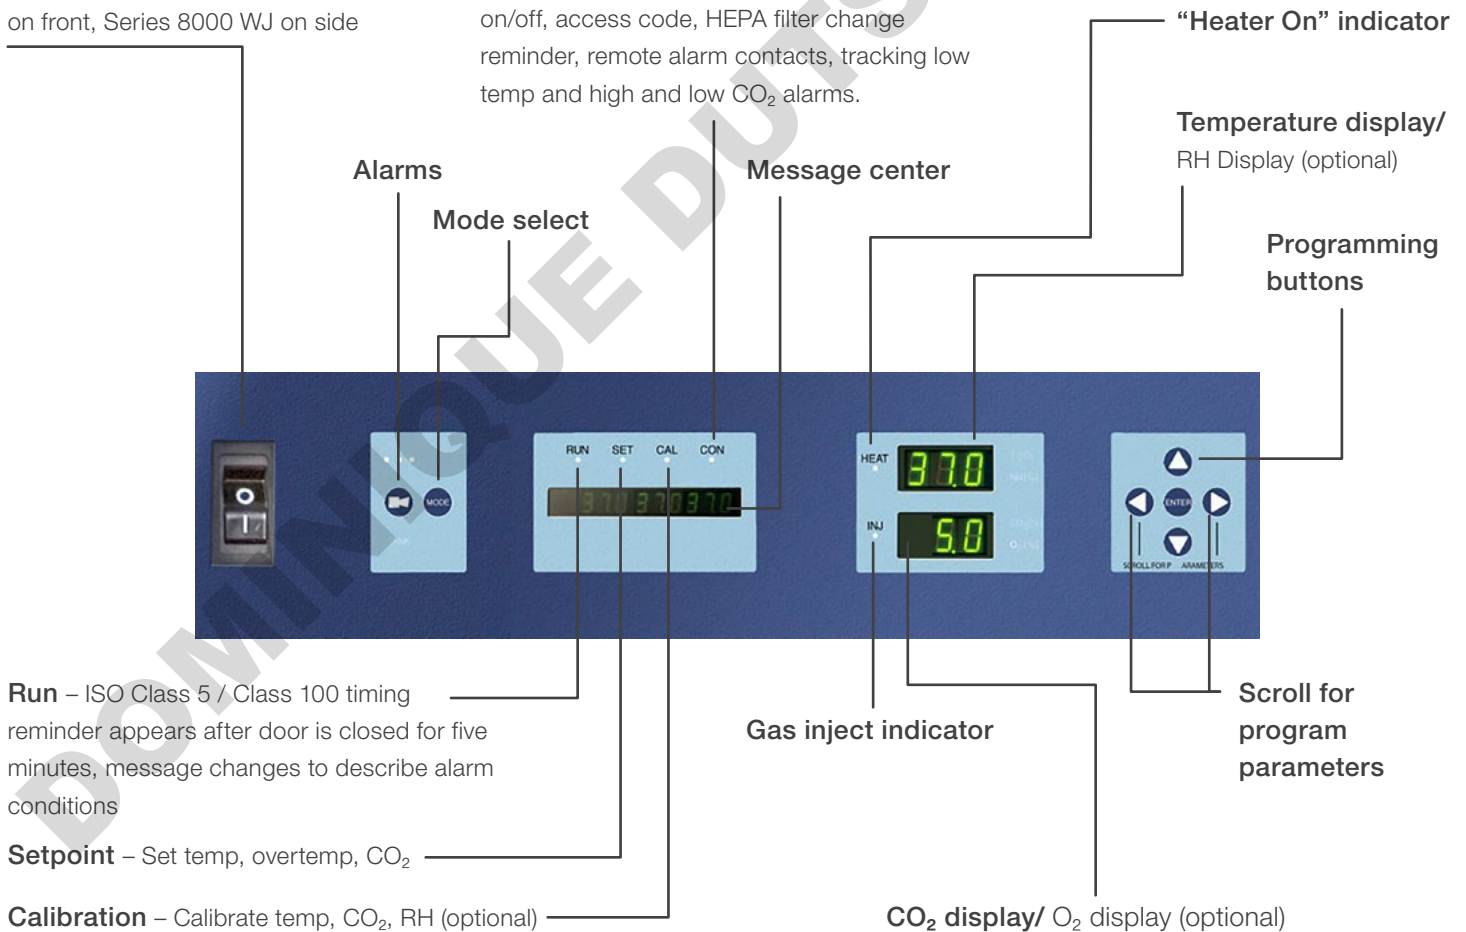 on front, Series 8000 WJ on side
on/off, access code, HEPA filter change
reminder, remote alarm contacts, tracking low
temp and high and low CO₂ alarms.
"Heater On" indicator
Temperature display/
RH Display (optional)
Alarms
Mode select
Message center
Programming
buttons
MODE
RUN SET CAL CON
HEAT
37.0
INJ
5.0
ENTER
SCROLL FOR P ARAMETERS
Run – ISO Class 5 / Class 100 timing
reminder appears after door is closed for five
minutes, message changes to describe alarm
conditions
Setpoint – Set temp, overtemp, CO₂
Calibration – Calibrate temp, CO₂, RH (optional)
Gas inject indicator
CO₂ display/ O₂ display (optional)
Scroll for
program
parameters
DOMINIQUE DUTS